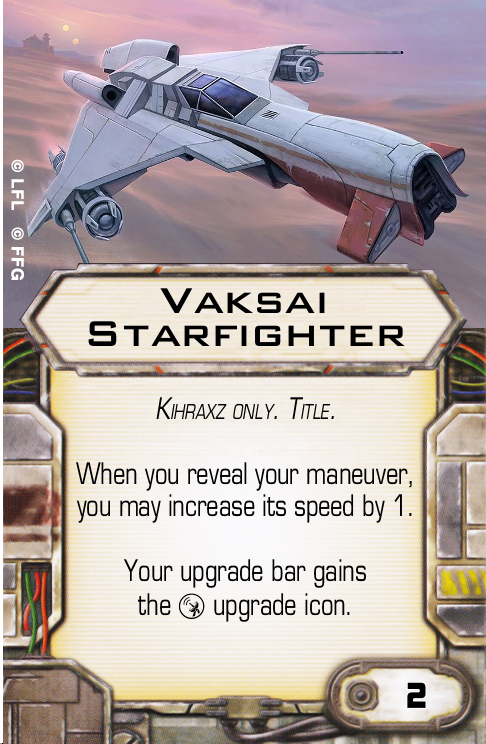 © LFL © FFG
Vaksai
Starfighter
Kihraxz only. Title.
When you reveal your maneuver,
you may increase its speed by 1.
Your upgrade bar gains
the upgrade icon.
2